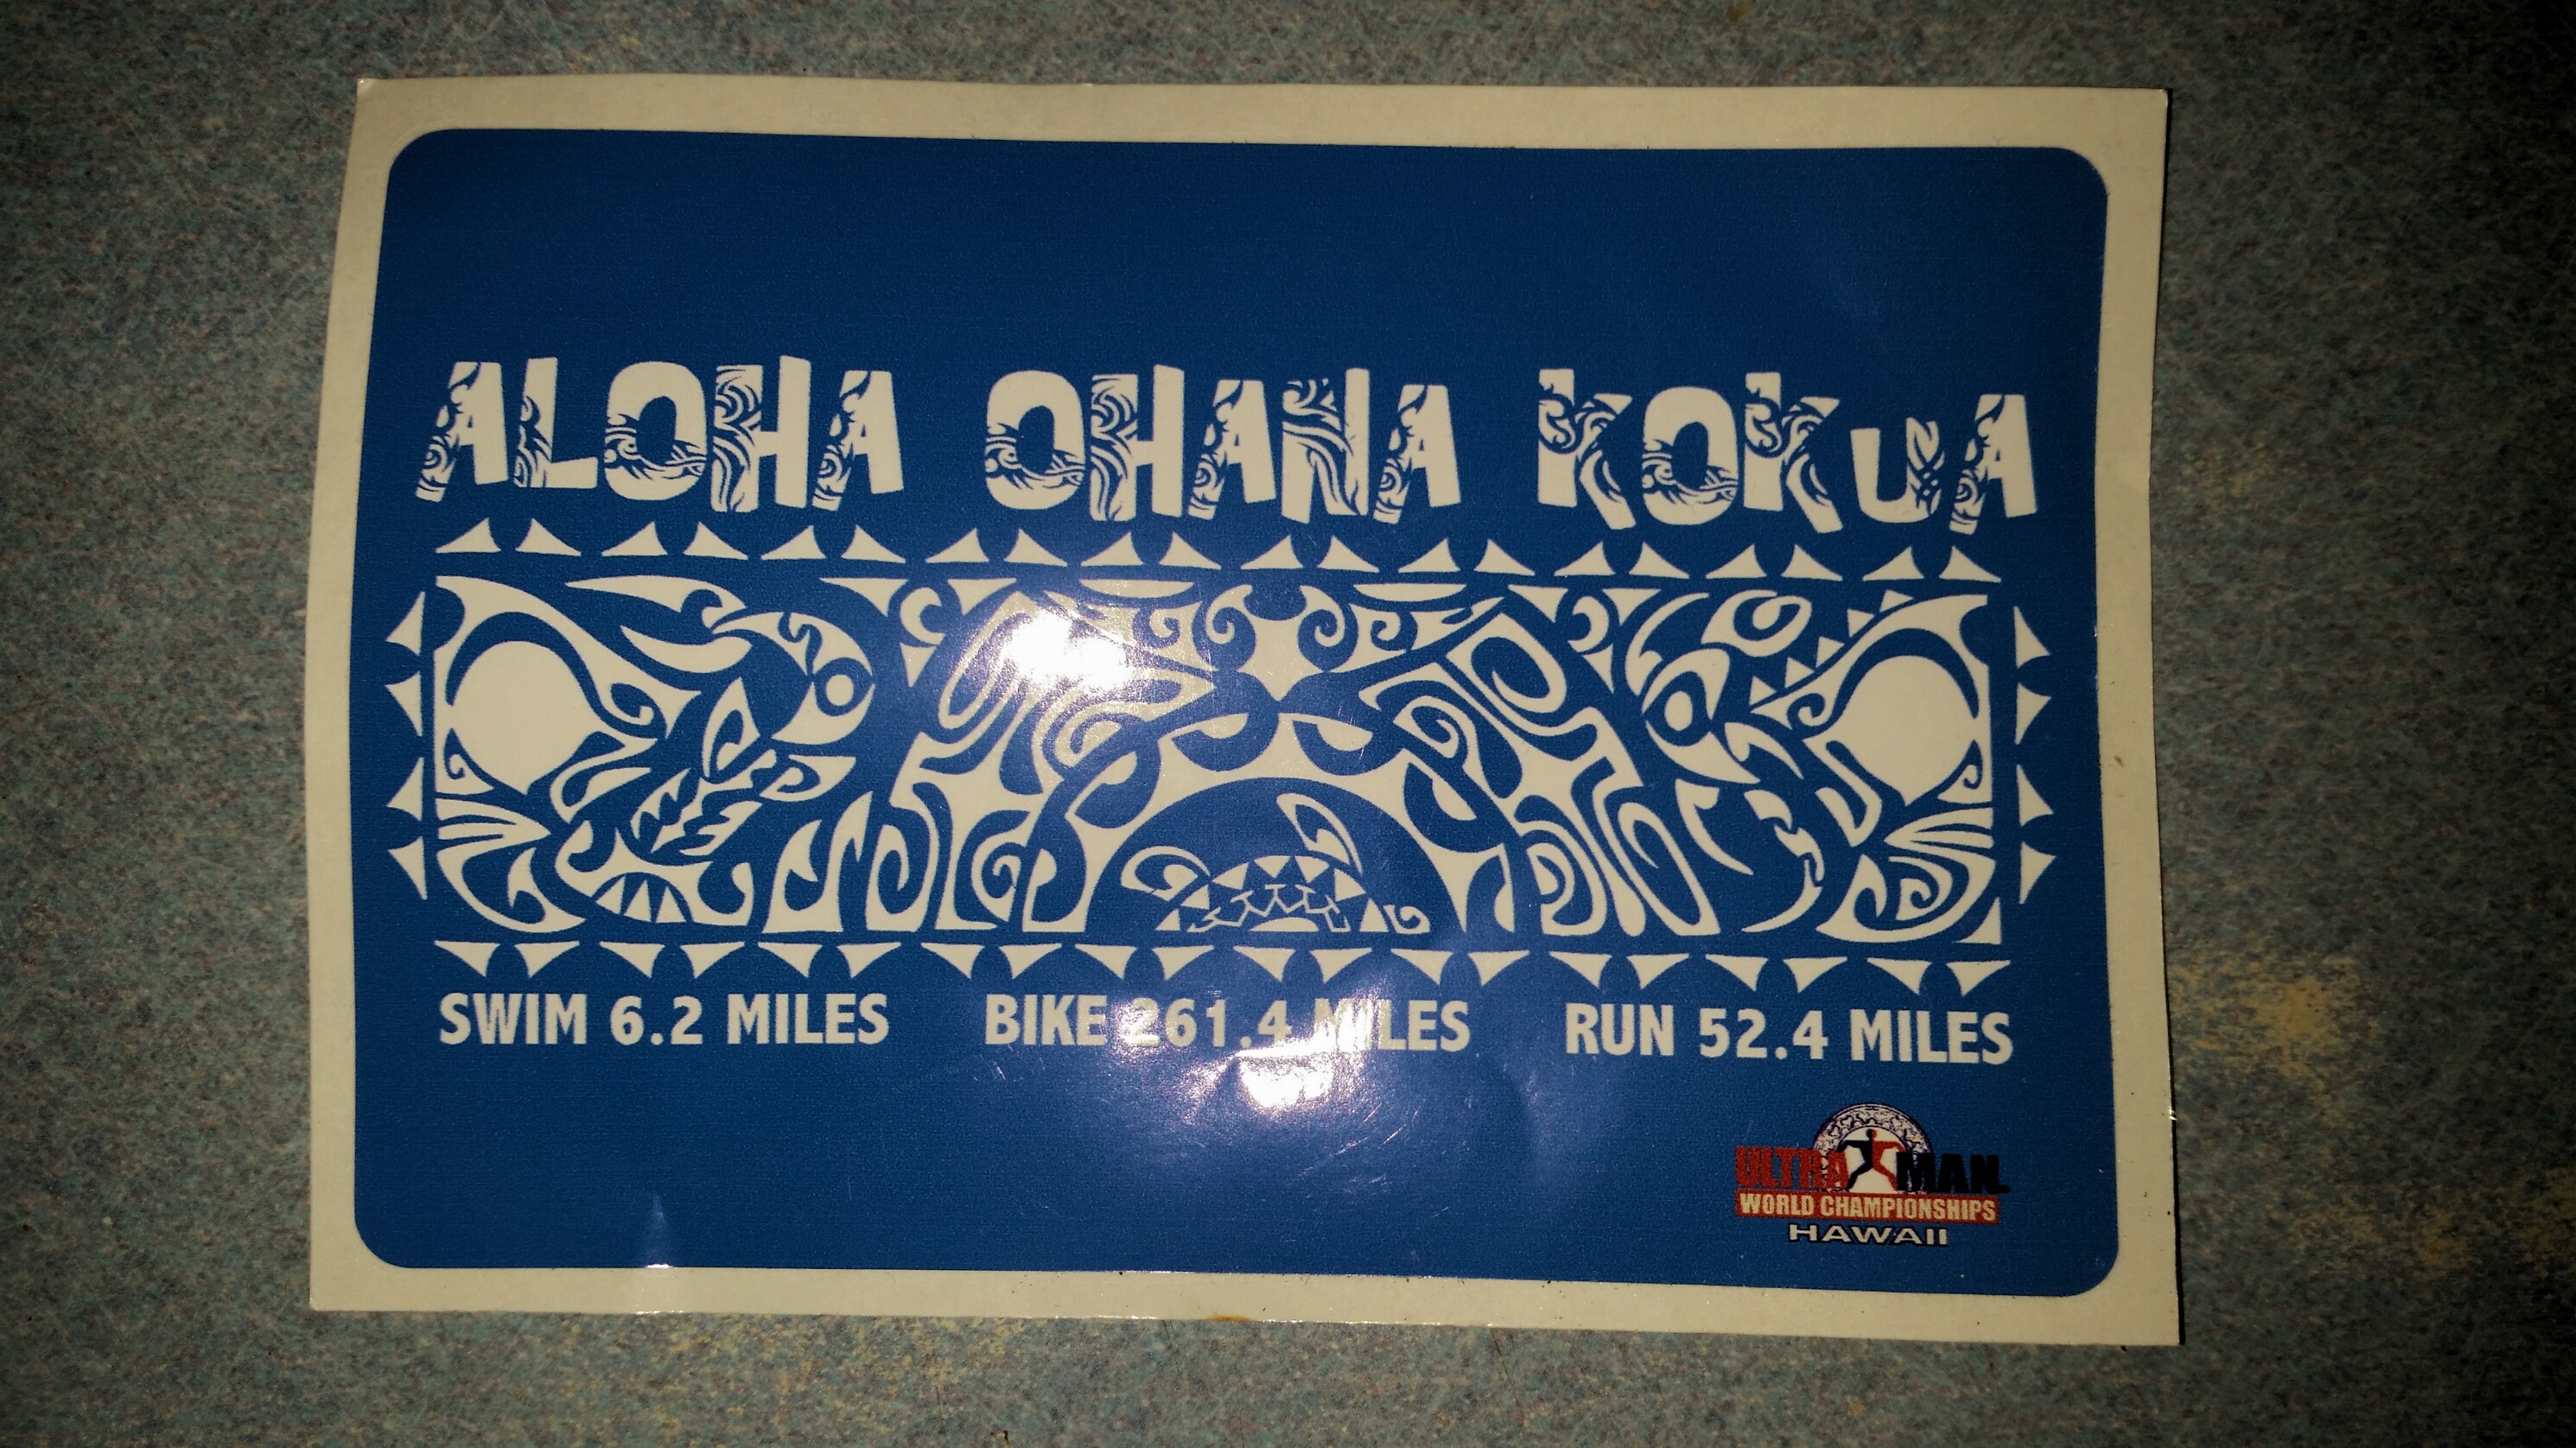 ALOHA OHANA KOKUA
SWIM 6.2 MILES BIKE 261.4 MILES RUN 52.4 MILES
ULTRA MAN
WORLD CHAMPIONSHIPS
HAWAII